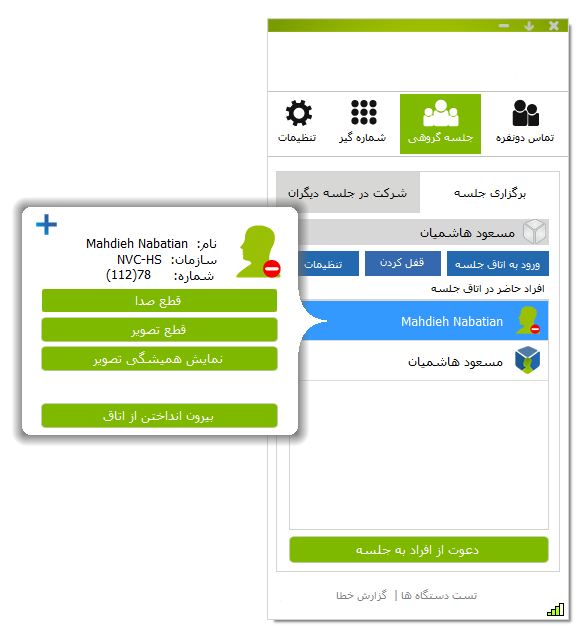 تماس دونفره
جلسه گروهی
شماره گیر
تنظیمات
برگزاری جلسه
شرکت در جلسه دیگران
مسعود هاشمیان
ورود به اتاق جلسه
قفل کردن
تنظیمات
افراد حاضر در اتاق جلسه
Mahdieh Nabatian
مسعود هاشمیان
دعوت از افراد به جلسه
تست دستگاه ها | گزارش خطا
نام: Mahdieh Nabatian
سازمان: NVC-HS
شماره: 78(112)
قطع صدا
قطع تصویر
نمایش همیشگی تصویر
بیرون انداختن از اتاق